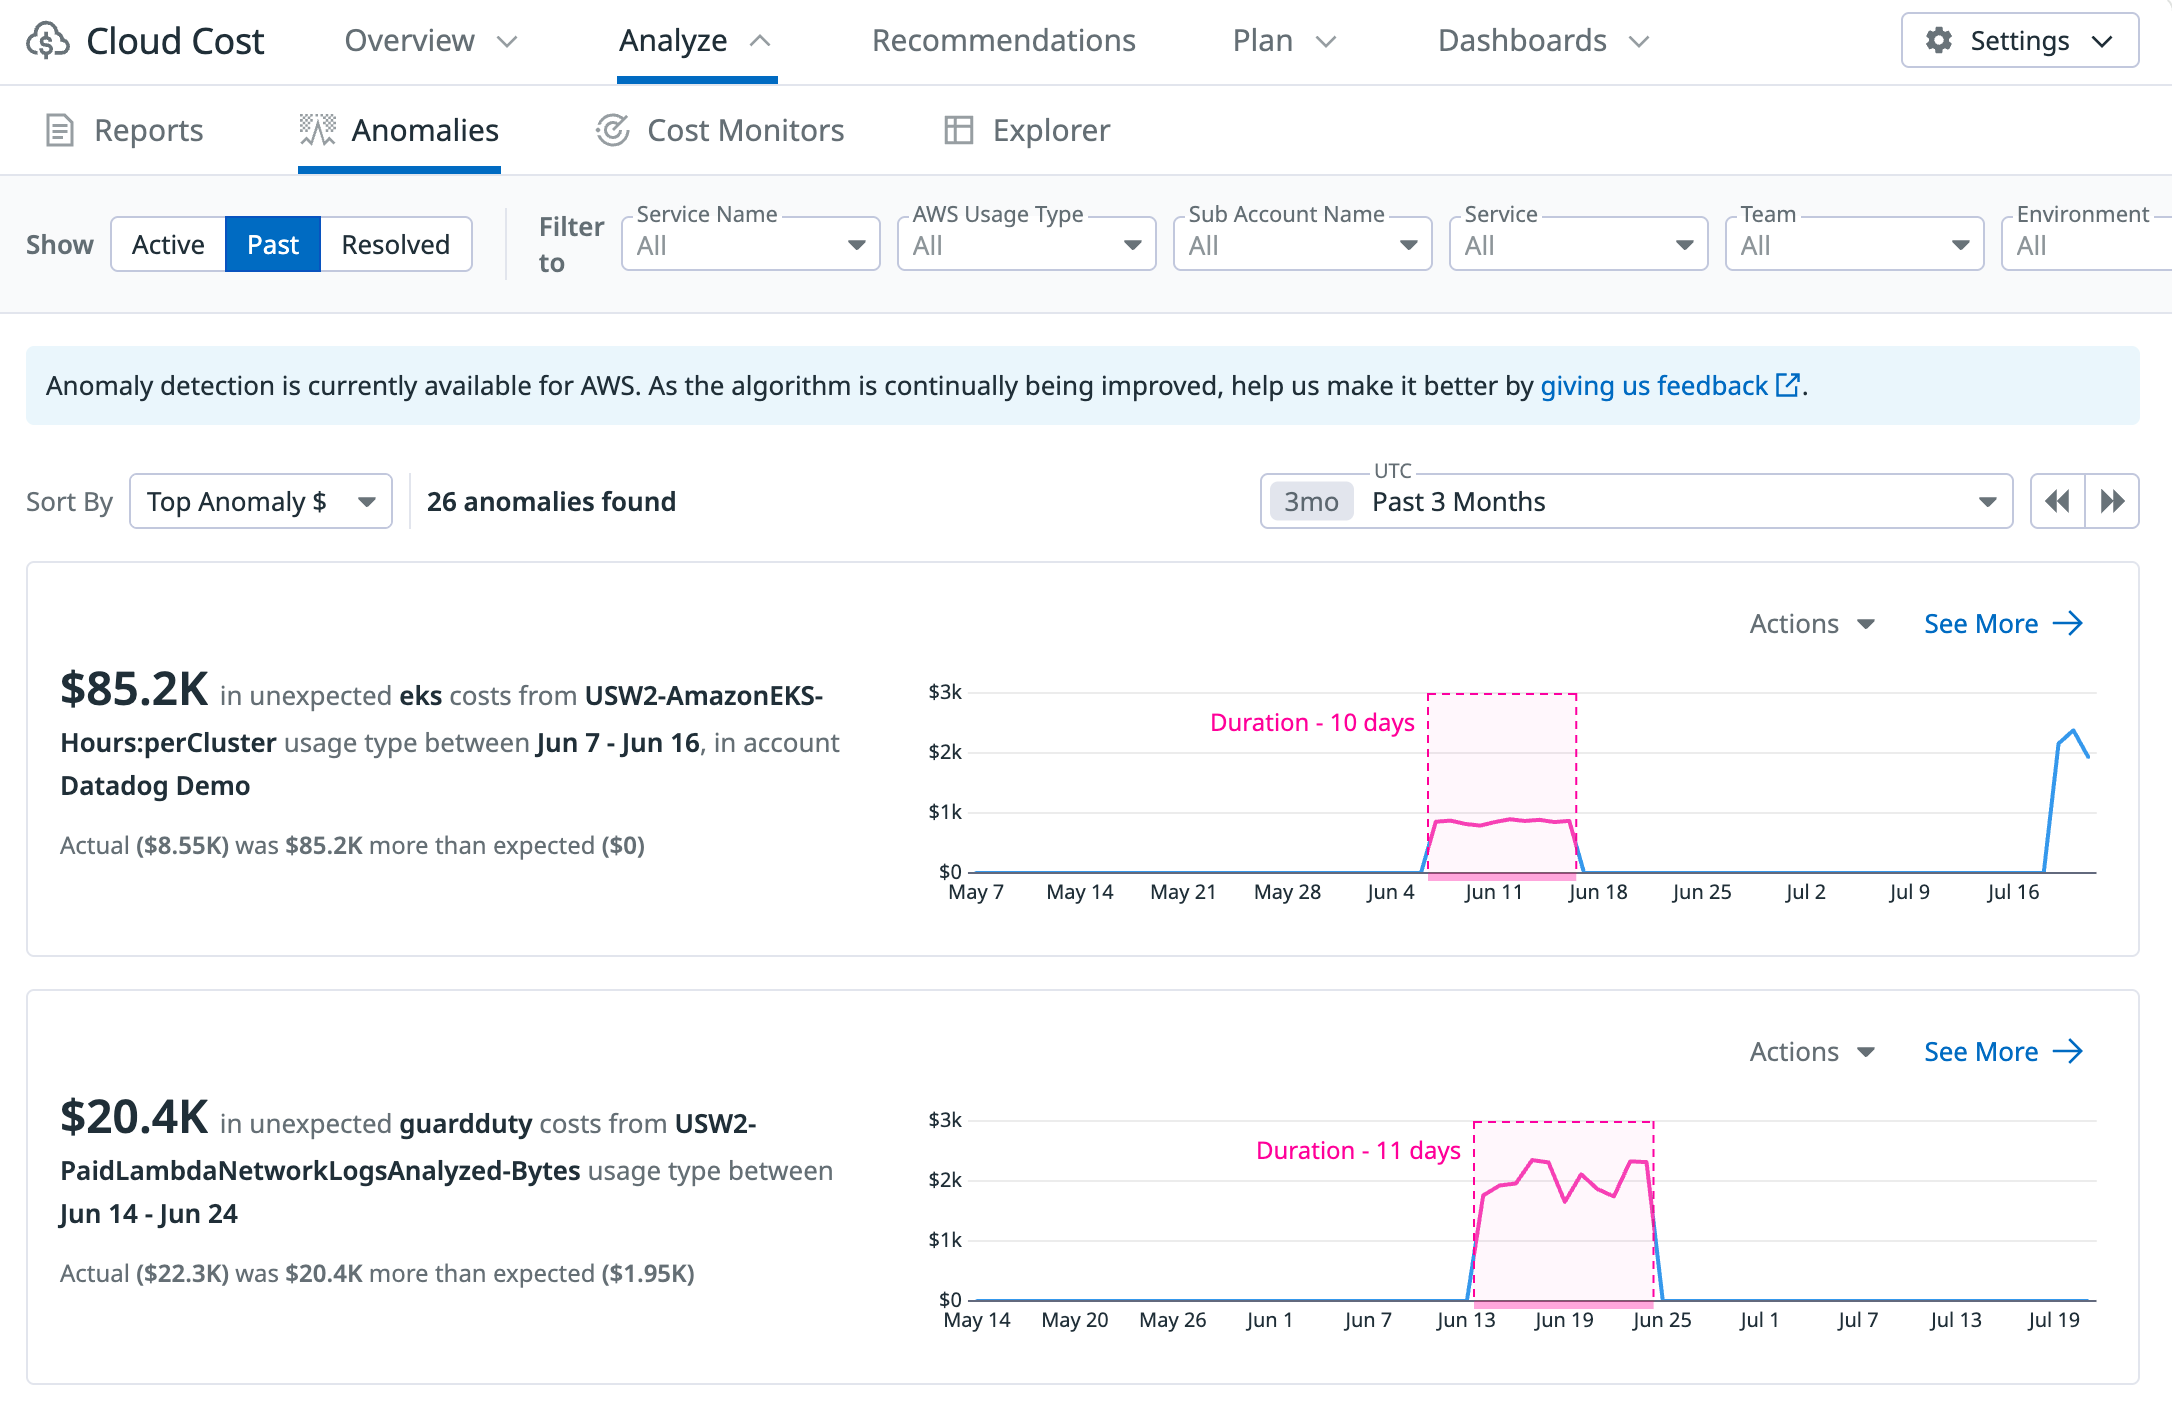 Cloud Cost Overview Analyze Recommendations Plan Dashboards Settings
Reports Anomalies Cost Monitors Explorer
Show Active Past Resolved
Filter
to
Service Name
All
AWS Usage Type
All
Sub Account Name
All
Service
All
Team
All
Environment
All
Anomaly detection is currently available for AWS. As the algorithm is continually being improved, help us make it better by giving us feedback.
Sort By Top Anomaly $ 26 anomalies found
UTC
3mo Past 3 Months
Actions See More
$85.2K in unexpected eks costs from USW2-AmazonEKS-
Hours:perCluster usage type between Jun 7 - Jun 16, in account
Datadog Demo
Actual ($8.55K) was $85.2K more than expected ($0)
$3k
Duration - 10 days
$2k
$1k
$0
May 7 May 14 May 21 May 28 Jun 4 Jun 11 Jun 18 Jun 25 Jul 2 Jul 9 Jul 16
Actions See More
$20.4K in unexpected guardduty costs from USW2-
PaidLambdaNetworkLogsAnalyzed-Bytes usage type between
Jun 14 - Jun 24
Actual ($22.3K) was $20.4K more than expected ($1.95K)
$3k
Duration - 11 days
$2k
$1k
$0
May 14 May 20 May 26 Jun 1 Jun 7 Jun 13 Jun 19 Jun 25 Jul 1 Jul 7 Jul 13 Jul 19